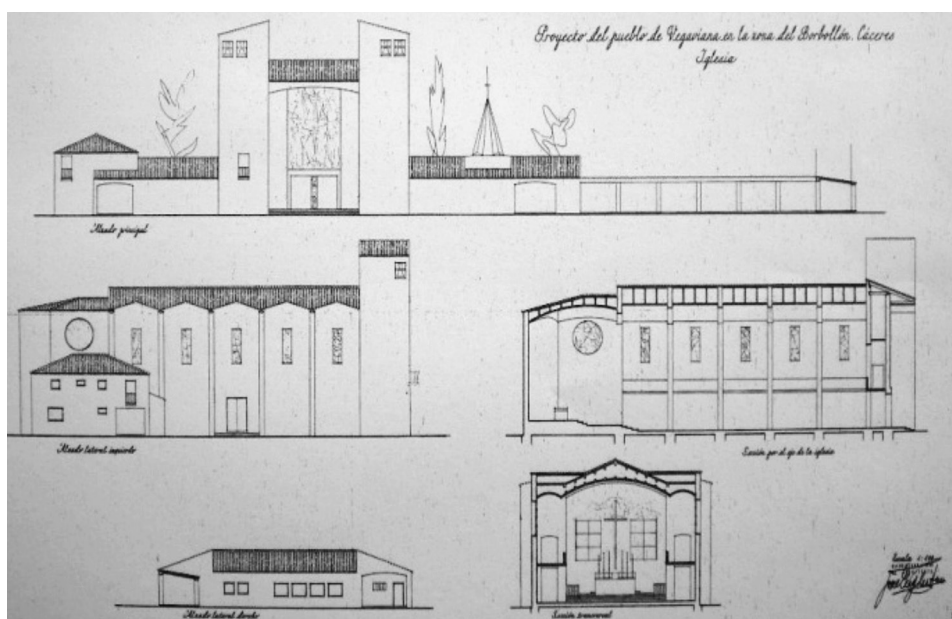 Proyecto del pueblo de Vegaviana en la zona del Borbollón. Cáceres
Iglesia
Alzado principal
Alzado lateral izquierdo
Sección por el eje de la iglesia
Alzado lateral derecho
Sección transversal
Escala